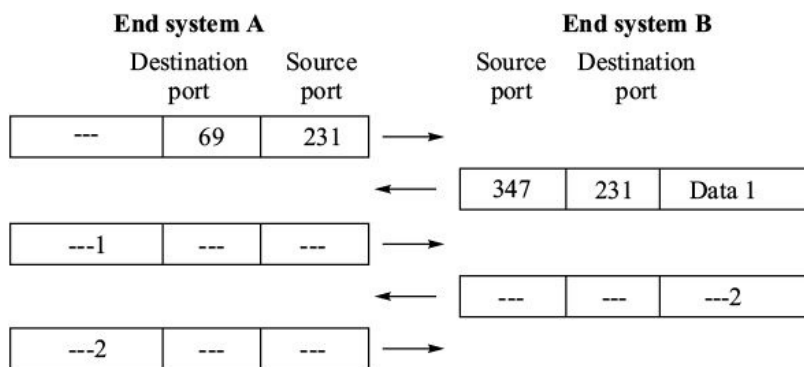 End system A End system B
Destination port Source port Source port Destination port
--- 69 231
347 231 Data 1
---1 --- ---
--- --- ---2
---2 --- ---